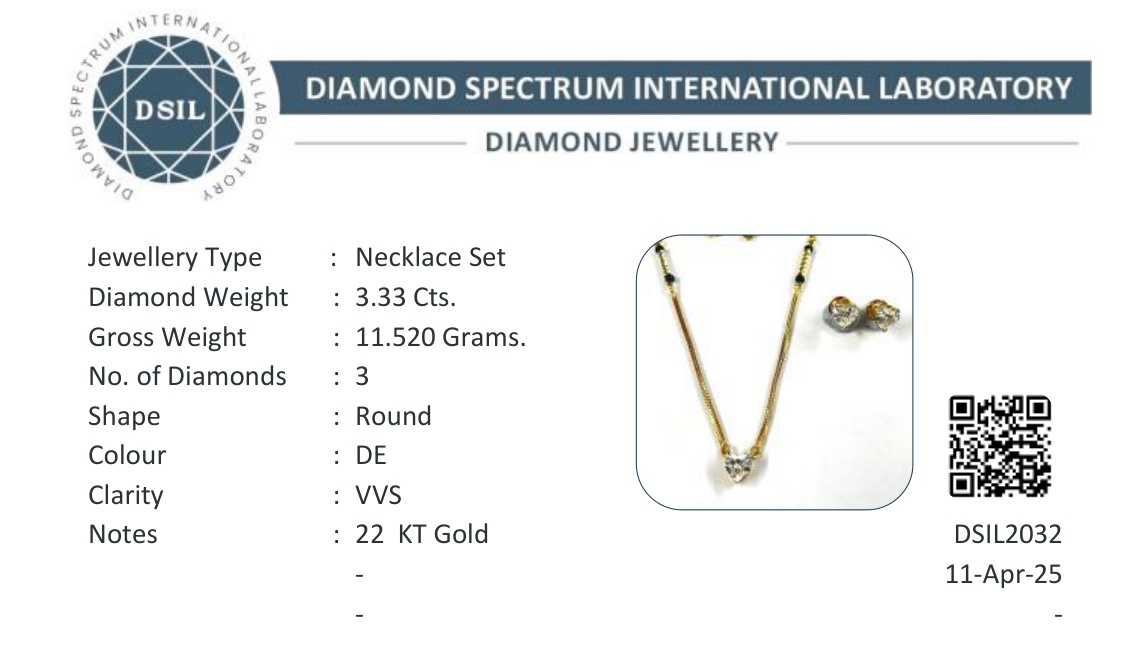 DIAMOND SPECTRUM INTERNATIONAL LABORATORY
DSIL
DIAMOND SPECTRUM INTERNATIONAL LABORATORY
DIAMOND JEWELLERY
Jewellery Type : Necklace Set
Diamond Weight : 3.33 Cts.
Gross Weight : 11.520 Grams.
No. of Diamonds : 3
Shape : Round
Colour : DE
Clarity : VVS
Notes : 22 KT Gold
-
-
DSIL2032
11-Apr-25
-